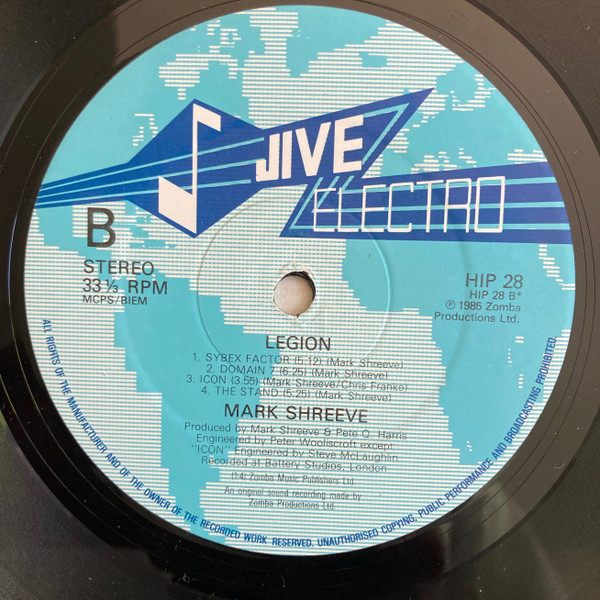 JIVE
ELECTRO
B
STEREO
33⅓ RPM
MCPS/BIEM
HIP 28
HIP 28 B*
℗ 1985 Zomba
Productions Ltd.
LEGION
1. SYBEX FACTOR (5.12) (Mark Shreeve)
2. DOMAIN 7 (6.25) (Mark Shreeve)
3. ICON (3.55) (Mark Shreeve/Chris Franke)
4. THE STAND (5.25) (Mark Shreeve)
MARK SHREEVE
Produced by Mark Shreeve & Pete Q. Harris
Engineered by Peter Wooliscroft except
"ICON" Engineered by Steve McLaughlin
Recorded at Battery Studios, London
(1.4) Zomba Music Publishers Ltd
An original sound recording made by
Zomba Productions Ltd.
ALL RIGHTS OF THE MANUFACTURER AND OF THE OWNER OF THE RECORDED WORK RESERVED. UNAUTHORISED COPYING, PUBLIC PERFORMANCE AND BROADCASTING PROHIBITED